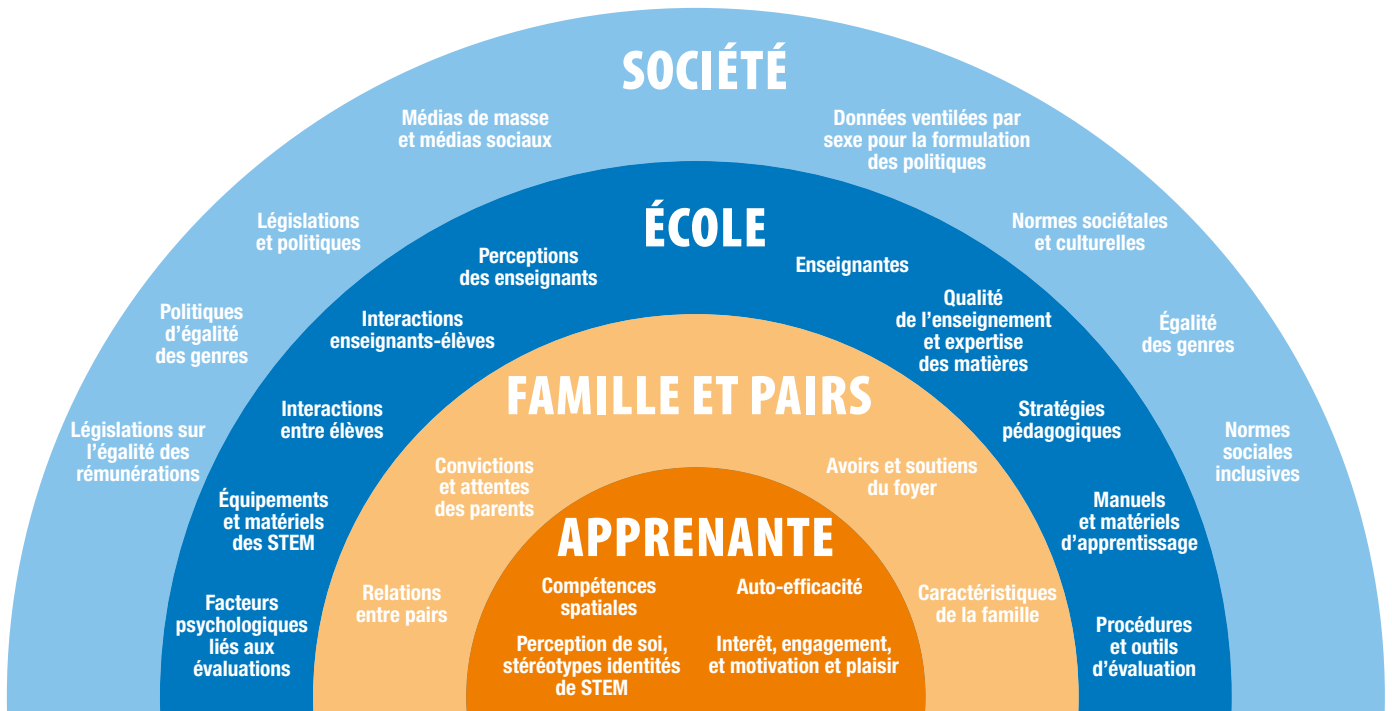 SOCIÉTÉ
Médias de masse
et médias sociaux
Données ventilées par
sexe pour la formulation
des politiques
Législations
et politiques
Normes sociétales
et culturelles
Politiques
d'égalité
des genres
Égalité
des genres
Législations sur
l'égalité des
rémunérations
Normes
sociales
inclusives
ÉCOLE
Perceptions
des enseignants
Enseignantes
Interactions
enseignants-élèves
Qualité
de l'enseignement
et expertise
des matières
Interactions
entre élèves
Stratégies
pédagogiques
Équipements
et matériels
des STEM
Manuels
et matériels
d'apprentissage
Facteurs
psychologiques
liés aux
évaluations
Procédures
et outils
d'évaluation
FAMILLE ET PAIRS
Convictions
et attentes
des parents
Avoirs et soutiens
du foyer
Relations
entre pairs
Caractéristiques
de la famille
APPRENANTE
Compétences
spatiales
Auto-efficacité
Perception de soi,
stéréotypes identités
de STEM
Interêt, engagement,
et motivation et plaisir